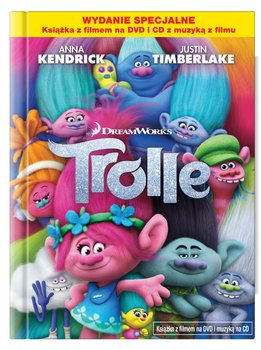 WYDANIE SPECJALNE
Książka z filmem na DVD i CD z muzyką z filmu
ANNA KENDRICK
JUSTIN TIMBERLAKE
DREAMWORKS
Trolle
Książka z filmem na DVD i muzyką na CD